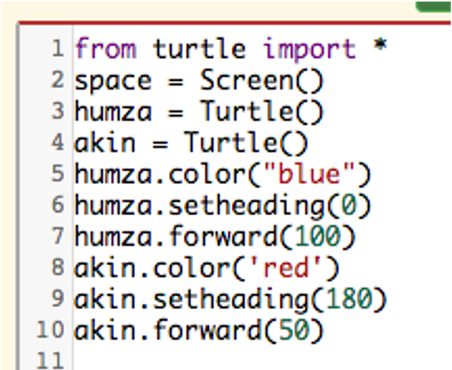 1 from turtle import *
2 space = Screen()
3 humza = Turtle()
4 akin = Turtle()
5 humza.color("blue")
6 humza.setheading(0)
7 humza.forward(100)
8 akin.color('red')
9 akin.setheading(180)
10 akin.forward(50)
11